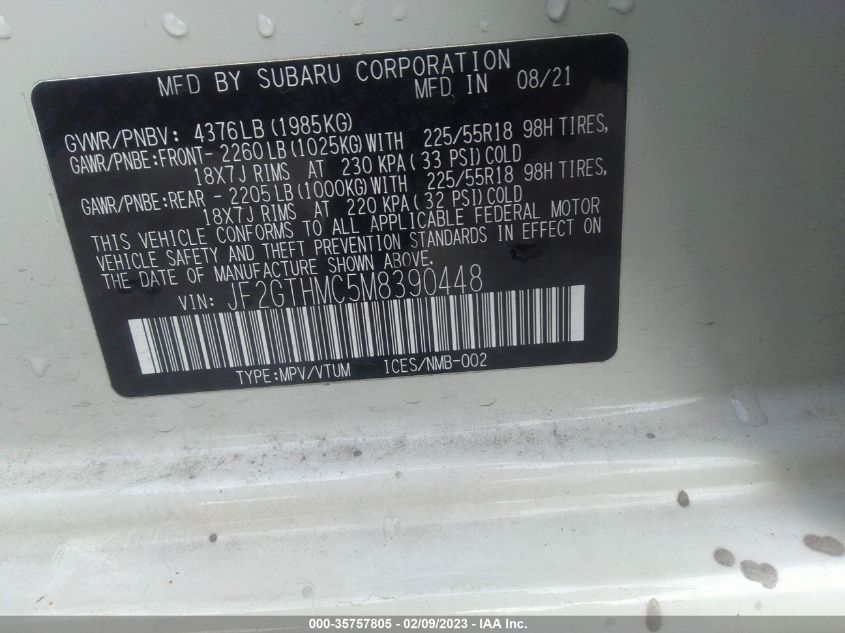 MFD BY SUBARU CORPORATION
MFD IN 08/21
GVWR/PNBV: 4376LB(1985KG)
GAWR/PNBE:FRONT- 2260LB(1025KG)WITH 225/55R18 98H TIRES,
18X7J RIMS AT 230 KPA(33 PSI)COLD
GAWR/PNBE:REAR - 2205LB(1000KG)WITH 225/55R18 98H TIRES,
18X7J RIMS AT 220 KPA(32 PSI)COLD
THIS VEHICLE CONFORMS TO ALL APPLICABLE FEDERAL MOTOR
VEHICLE SAFETY AND THEFT PREVENTION STANDARDS IN EFFECT ON
THE DATE OF MANUFACTURE SHOWN ABOVE.
VIN: JF2GTHMC5M8390448
TYPE:MPV/VTUM ICES/NMB-002
000-35757805 - 02/09/2023 - IAA Inc.